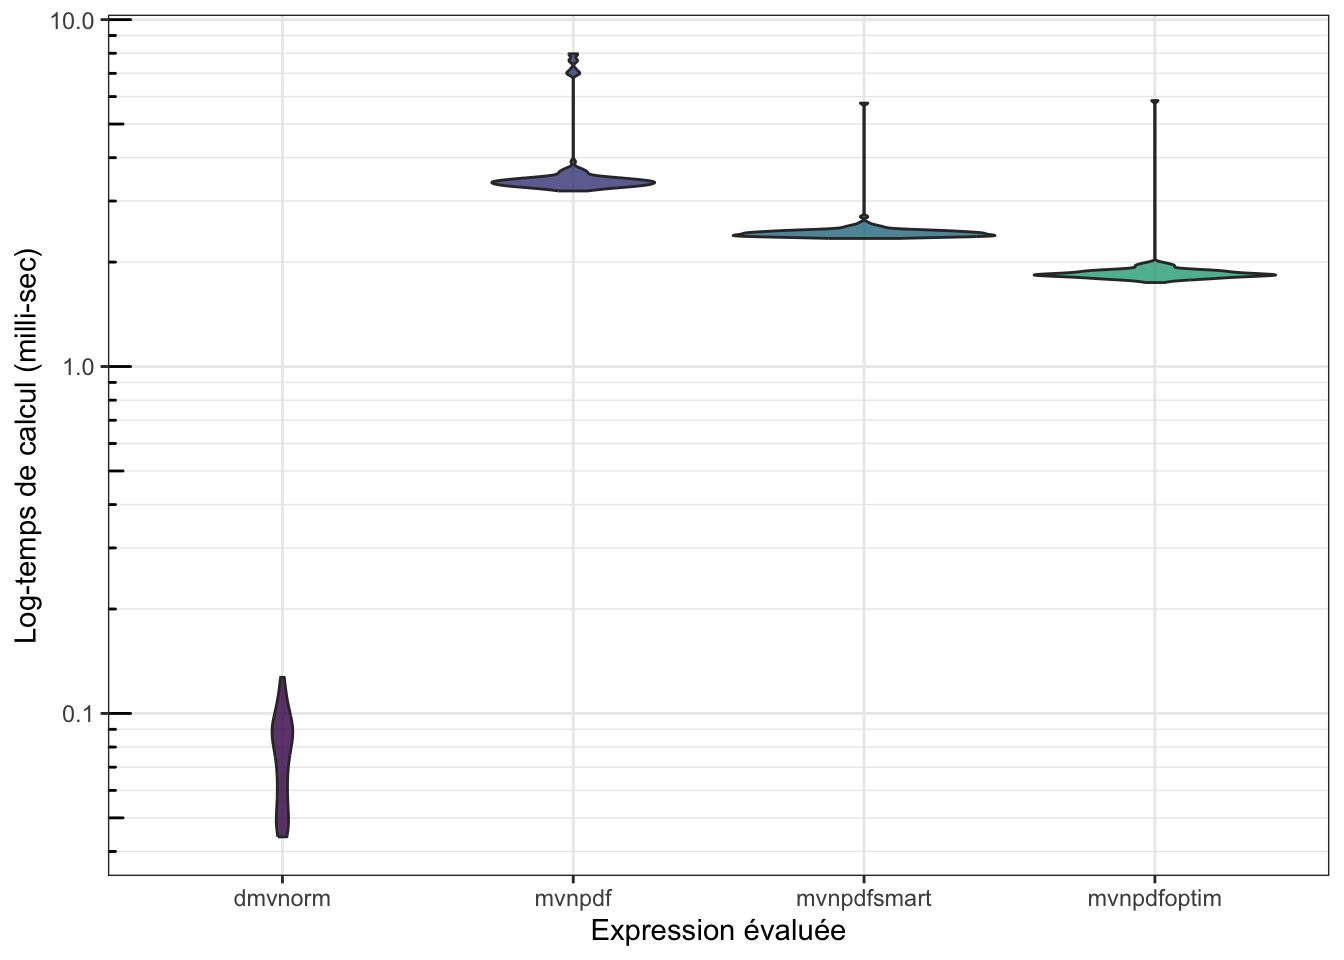 10.0
1.0
0.1
Log-temps de calcul (milli-sec)
dmvnorm
mvnpdf
mvnpdfsmart
mvnpdfoptim
Expression évaluée